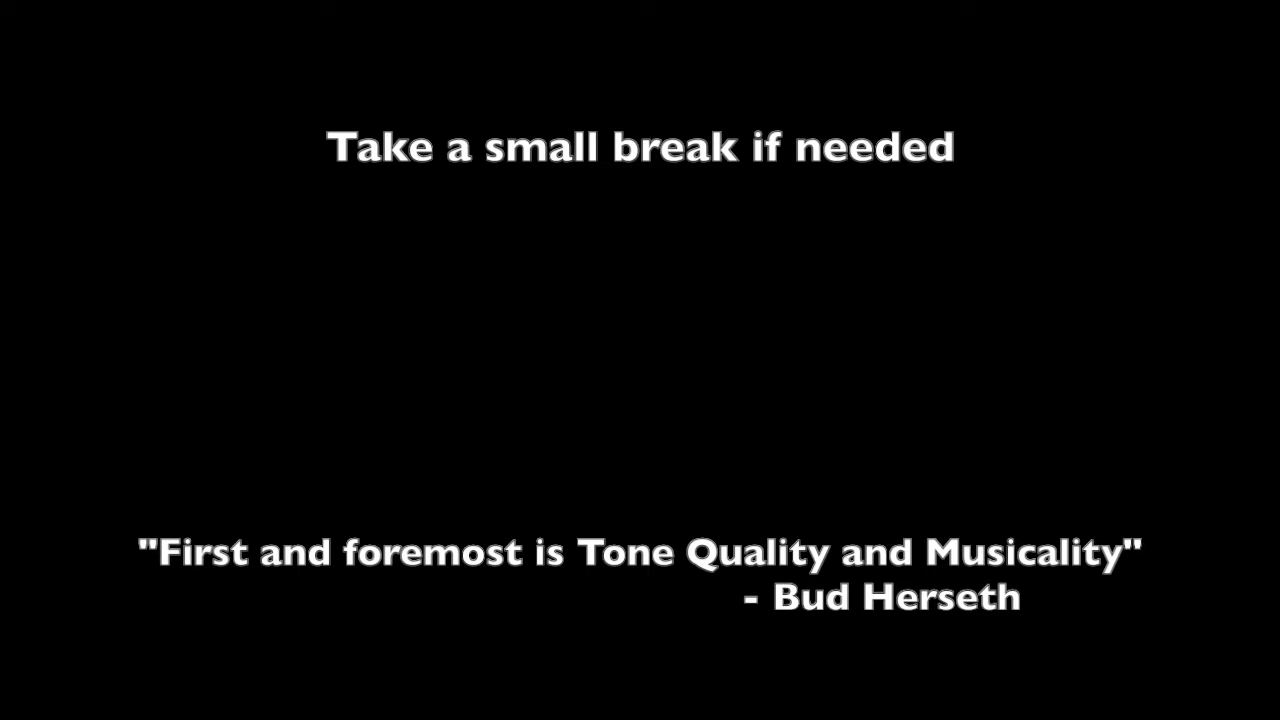 Take a small break if needed
"First and foremost is Tone Quality and Musicality"
- Bud Herseth